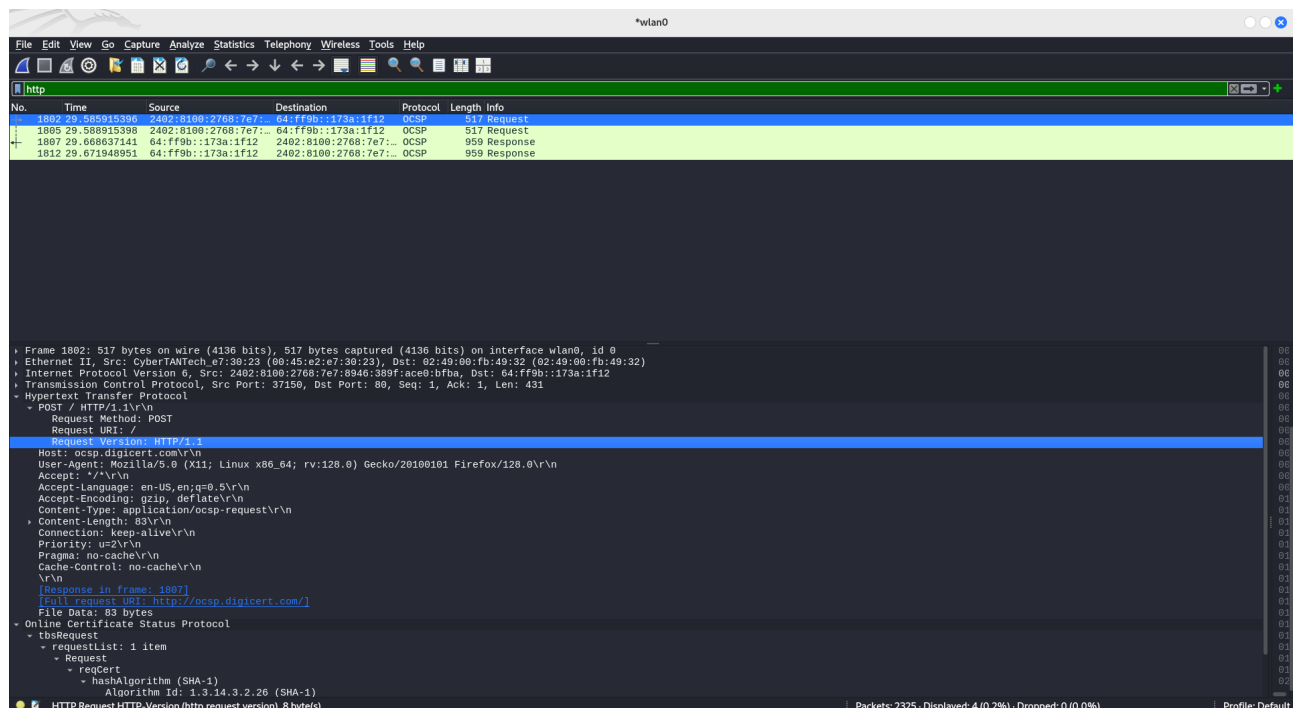 *wlan0
File Edit View Go Capture Analyze Statistics Telephony Wireless Tools Help
http
No. Time Source Destination Protocol Length Info
1802 29.585915396 2402:8100:2768:7e7:… 64:ff9b::173a:1f12 OCSP 517 Request
1805 29.588915398 2402:8100:2768:7e7:… 64:ff9b::173a:1f12 OCSP 517 Request
1807 29.668637141 64:ff9b::173a:1f12 2402:8100:2768:7e7:… OCSP 959 Response
1812 29.671948951 64:ff9b::173a:1f12 2402:8100:2768:7e7:… OCSP 959 Response
Frame 1802: 517 bytes on wire (4136 bits), 517 bytes captured (4136 bits) on interface wlan0, id 0
Ethernet II, Src: CyberTANTech_e7:30:23 (00:45:e2:e7:30:23), Dst: 02:49:00:fb:49:32 (02:49:00:fb:49:32)
Internet Protocol Version 6, Src: 2402:8100:2768:7e7:8946:389f:ace0:bfba, Dst: 64:ff9b::173a:1f12
Transmission Control Protocol, Src Port: 37150, Dst Port: 80, Seq: 1, Ack: 1, Len: 431
Hypertext Transfer Protocol
POST / HTTP/1.1\r\n
Request Method: POST
Request URI: /
Request Version: HTTP/1.1
Host: ocsp.digicert.com\r\n
User-Agent: Mozilla/5.0 (X11; Linux x86_64; rv:128.0) Gecko/20100101 Firefox/128.0\r\n
Accept: */*\r\n
Accept-Language: en-US,en;q=0.5\r\n
Accept-Encoding: gzip, deflate\r\n
Content-Type: application/ocsp-request\r\n
Content-Length: 83\r\n
Connection: keep-alive\r\n
Priority: u=2\r\n
Pragma: no-cache\r\n
Cache-Control: no-cache\r\n
\r\n
[Response in frame: 1807]
[Full request URI: http://ocsp.digicert.com/]
File Data: 83 bytes
Online Certificate Status Protocol
tbsRequest
requestList: 1 item
Request
reqCert
hashAlgorithm (SHA-1)
Algorithm Id: 1.3.14.3.2.26 (SHA-1)
HTTP Request HTTP-Version (http.request.version), 8 byte(s) Packets: 2325 · Displayed: 4 (0.2%) · Dropped: 0 (0.0%) Profile: Default